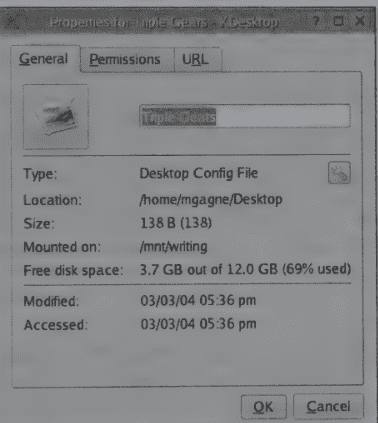 Properties for Triple Gears - KDesktop ?
General Permissions URL
Triple Gears
Type: Desktop Config File
Location: /home/mgagne/Desktop
Size: 138 B (138)
Mounted on: /mnt/writing
Free disk space: 3.7 GB out of 12.0 GB (69% used)
Modified: 03/03/04 05:36 pm
Accessed: 03/03/04 05:36 pm
OK Cancel